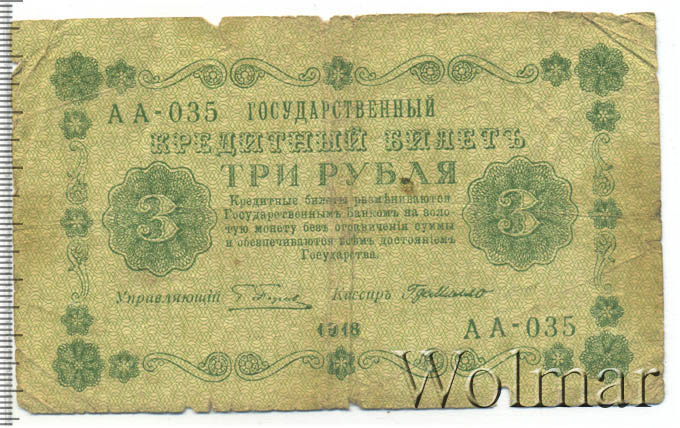 АА-035 ГОСУДАРСТВЕННЫЙ
КРЕДИТНЫЙ БИЛЕТЪ
ТРИ РУБЛЯ
3
3
Кредитные билеты размѣниваются
Государственнымъ банкомъ на золо-
тую монету безъ ограниченія суммы
и обезпечиваются всѣмъ достояніемъ
Государства.
Управляющій
Кассиръ
1918
АА-035
Wolmar